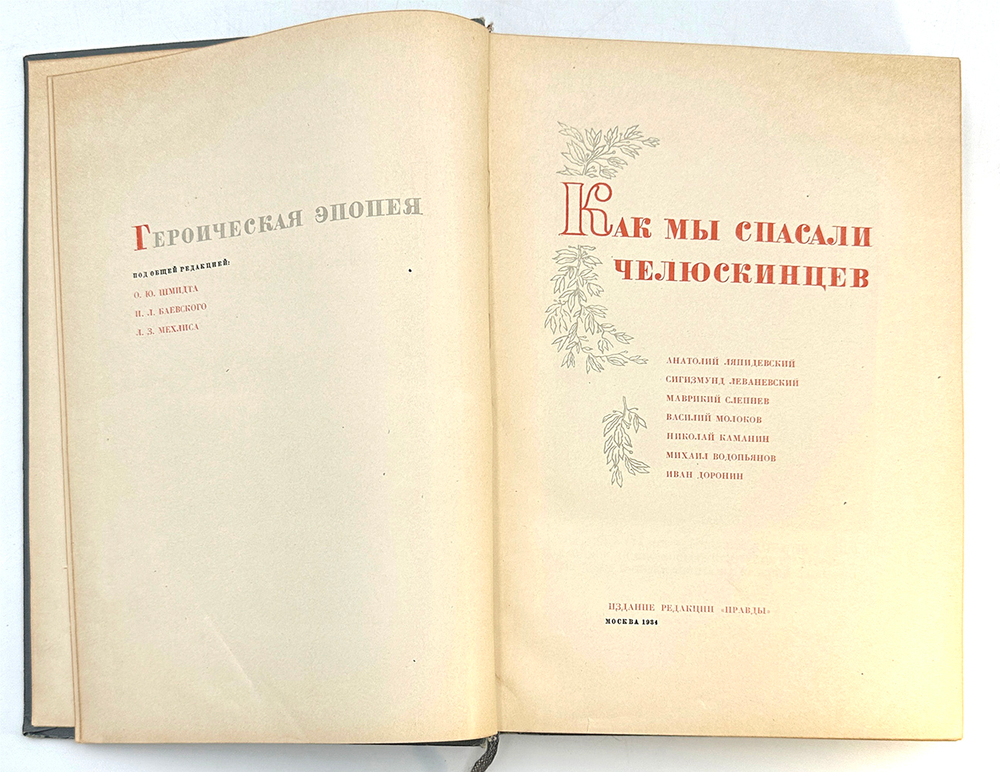 ГЕРОИЧЕСКАЯ ЭПОПЕЯ
ПОД ОБЩЕЙ РЕДАКЦИЕЙ:
О. Ю. ШМИДТА
И. Л. БАЕВСКОГО
Л. З. МЕХЛИСА
КАК МЫ СПАСАЛИ
ЧЕЛЮСКИНЦЕВ
АНАТОЛИЙ ЛЯПИДЕВСКИЙ
СИГИЗМУНД ЛЕВАНЕВСКИЙ
МАВРИКИЙ СЛЕПНЕВ
ВАСИЛИЙ МОЛОКОВ
НИКОЛАЙ КАМАНИН
МИХАИЛ ВОДОПЬЯНОВ
ИВАН ДОРОНИН
ИЗДАНИЕ РЕДАКЦИИ «ПРАВДЫ»
МОСКВА 1934